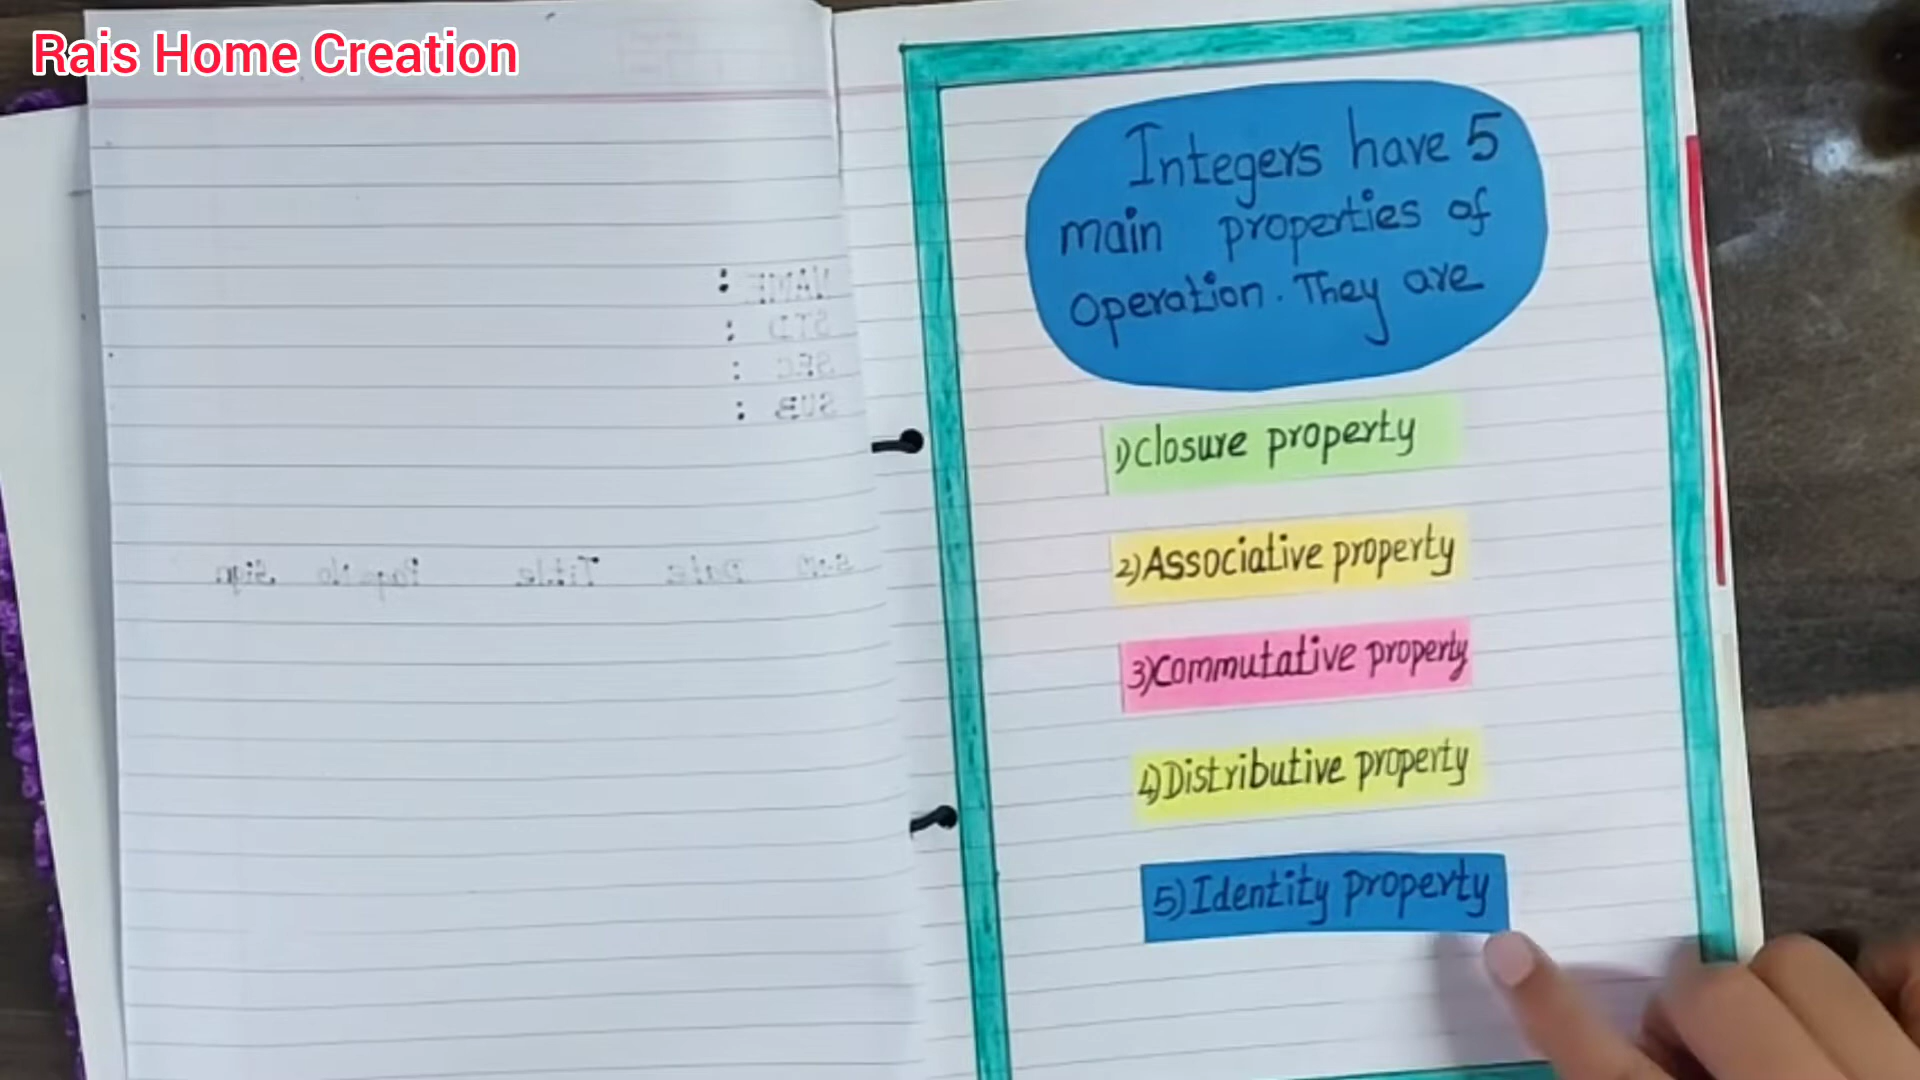 Rais Home Creation
Integers have 5
main properties of
Operation. They are
1) Closure property
2) Associative property
3) Commutative property
4) Distributive property
5) Identity property